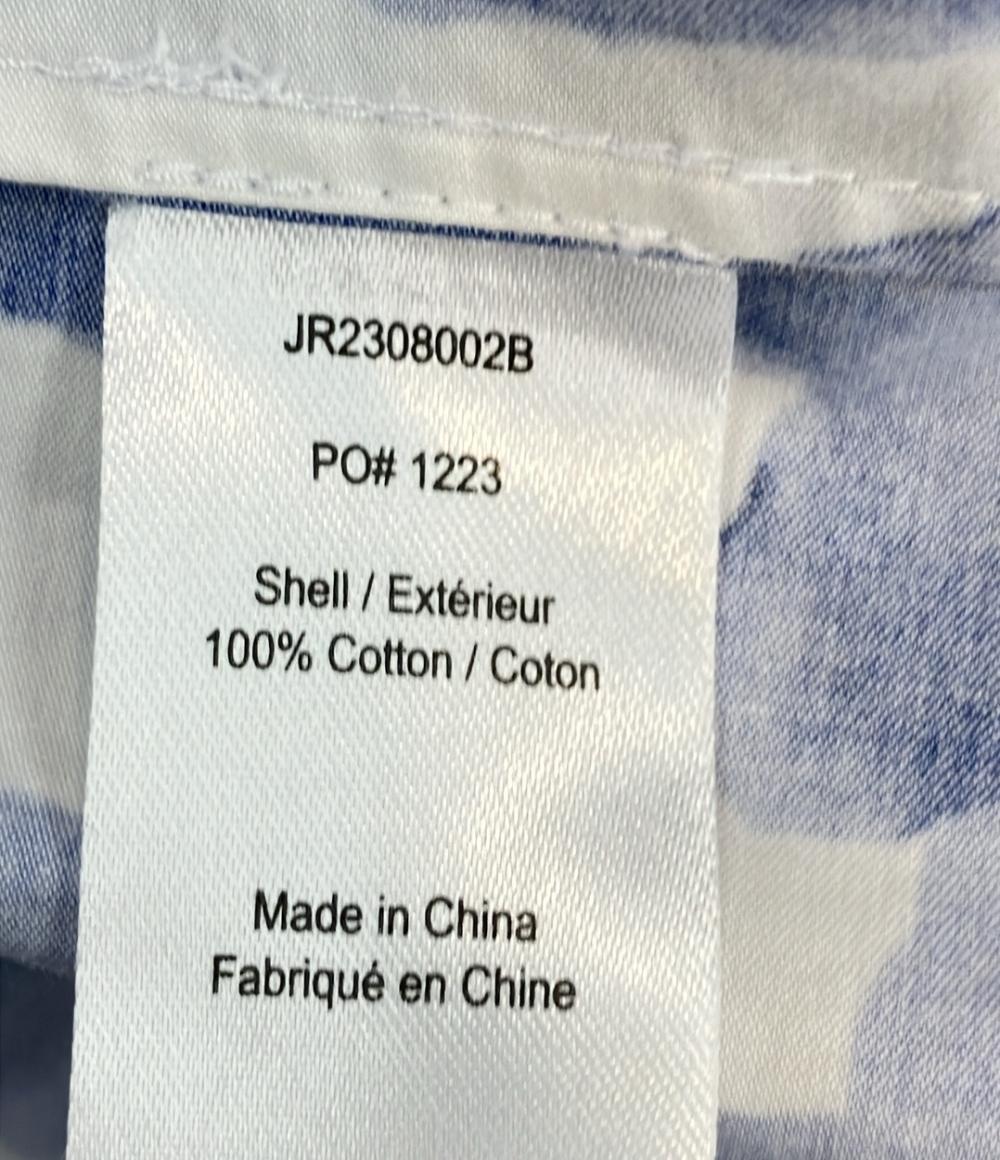 JR2308002B
PO# 1223
Shell / Extérieur
100% Cotton / Coton
Made in China
Fabriqué en Chine